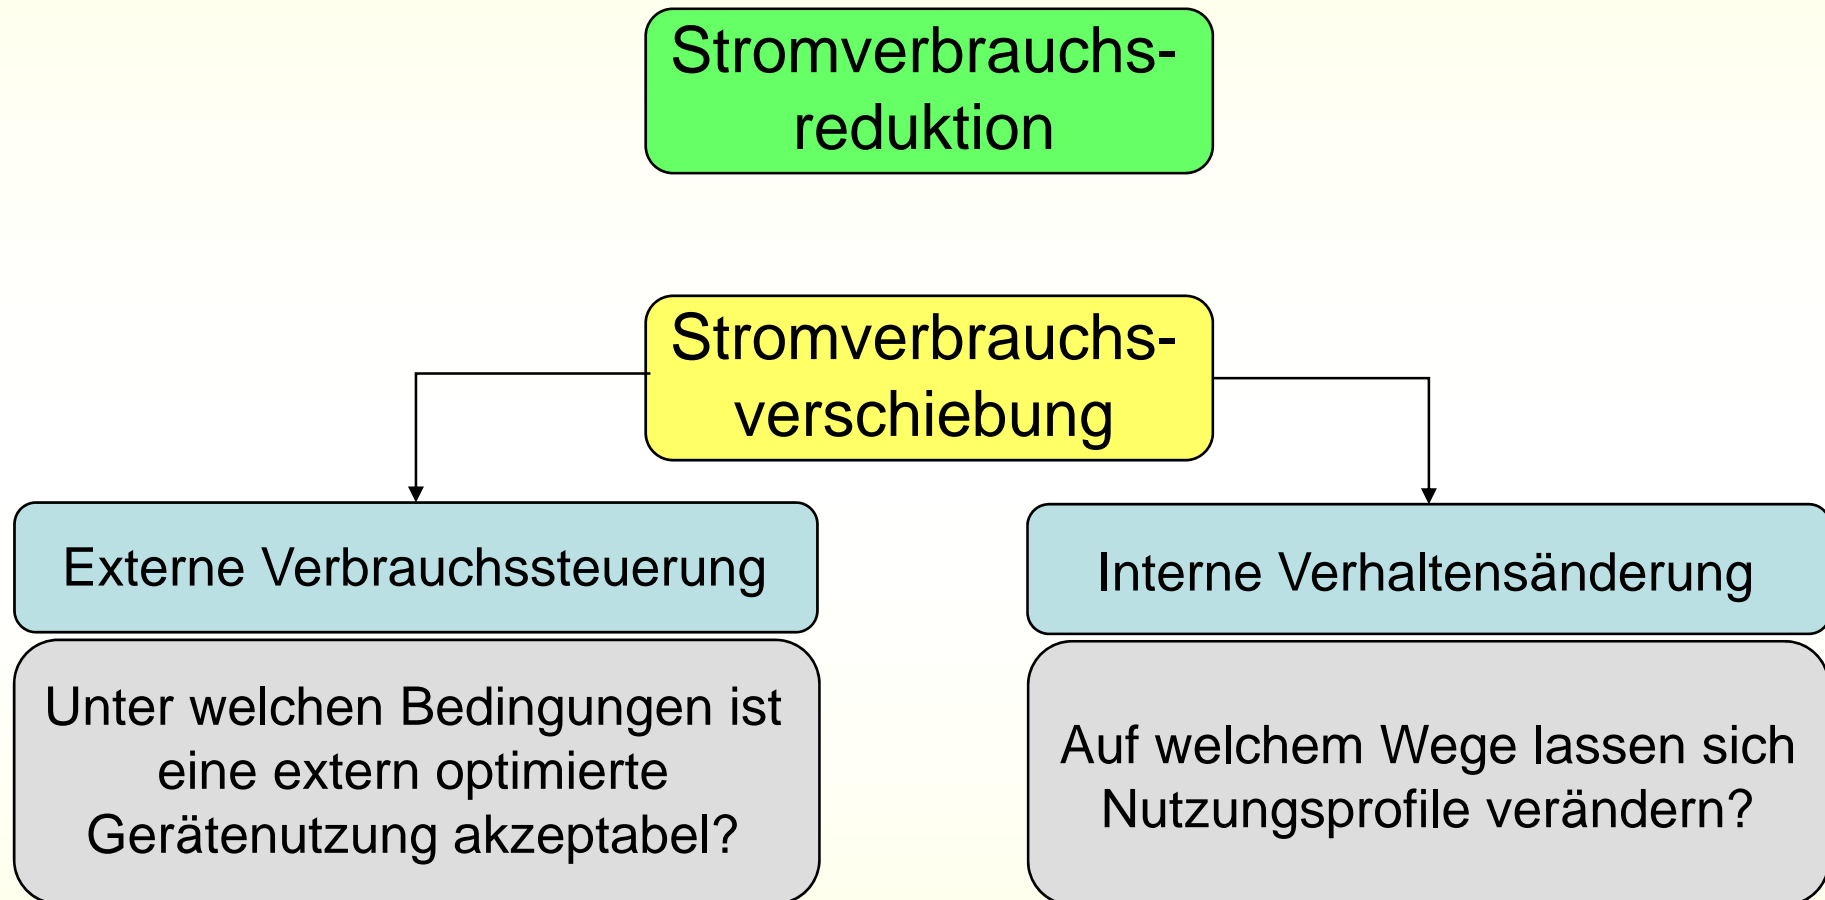 Stromverbrauchs-
reduktion
Stromverbrauchs-
verschiebung
Externe Verbrauchssteuerung
Interne Verhaltensänderung
Unter welchen Bedingungen ist
eine extern optimierte
Gerätenutzung akzeptabel?
Auf welchem Wege lassen sich
Nutzungsprofile verändern?